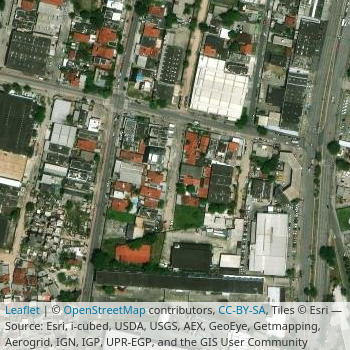 Leaflet | © OpenStreetMap contributors, CC-BY-SA, Tiles © Esri —
Source: Esri, i-cubed, USDA, USGS, AEX, GeoEye, Getmapping,
Aerogrid, IGN, IGP, UPR-EGP, and the GIS User Community